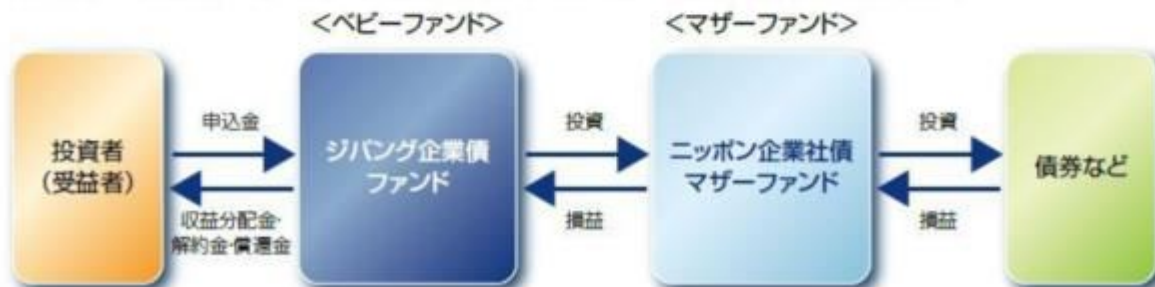 <ベビーファンド>
<マザーファンド>
投資者
(受益者)
申込金
収益分配金・
解約金・償還金
ジパング企業債
ファンド
投資
損益
ニッポン企業社債
マザーファンド
投資
損益
債券など